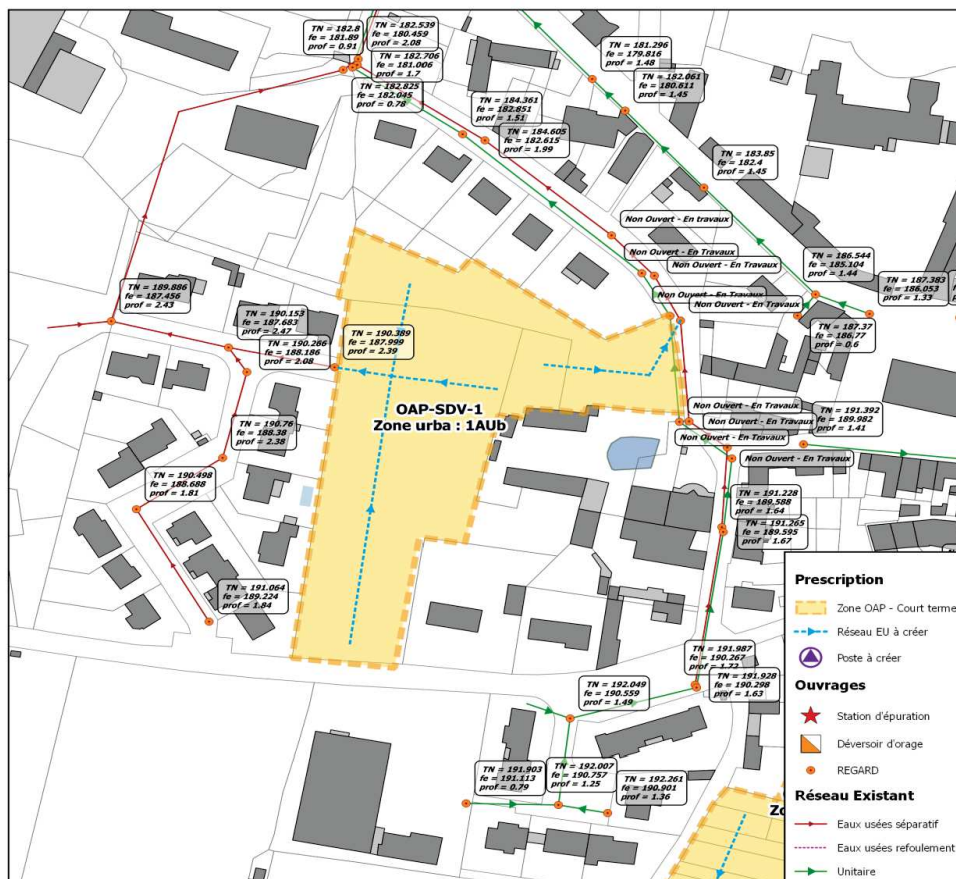 TN = 182.8
fe = 181.89
prof = 0.91
TN = 182.539
fe = 180.459
prof = 2.08
TN = 182.706
fe = 181.006
prof = 1.7
TN = 182.825
fe = 182.045
prof = 0.78
TN = 184.361
fe = 182.851
prof = 1.51
TN = 184.605
fe = 182.615
prof = 1.99
TN = 181.296
fe = 179.816
prof = 1.48
TN = 182.061
fe = 180.611
prof = 1.45
TN = 183.85
fe = 182.4
prof = 1.45
Non Ouvert - En travaux
Non Ouvert - En Travaux
Non Ouvert - En Travaux
Non Ouvert - En Travaux
Non Ouvert - En Travaux
TN = 186.544
fe = 185.104
prof = 1.44
TN = 187.383
fe = 186.053
prof = 1.33
TN = 187.37
fe = 186.77
prof = 0.6
TN = 189.886
fe = 187.456
prof = 2.43
TN = 190.153
fe = 187.683
prof = 2.47
TN = 190.266
fe = 188.186
prof = 2.08
TN = 190.389
fe = 187.999
prof = 2.39
OAP-SDV-1
Zone urba : 1AUb
TN = 190.76
fe = 188.38
prof = 2.38
TN = 190.498
fe = 188.688
prof = 1.81
TN = 191.064
fe = 189.224
prof = 1.84
Non Ouvert - En Travaux
Non Ouvert - En Travaux
Non Ouvert - En Travaux
Non Ouvert - En Travaux
TN = 191.392
fe = 189.982
prof = 1.41
TN = 191.228
fe = 189.588
prof = 1.64
TN = 191.265
fe = 189.595
prof = 1.67
TN = 191.987
fe = 190.267
prof = 1.72
TN = 191.928
fe = 190.298
prof = 1.63
TN = 192.049
fe = 190.559
prof = 1.49
TN = 191.903
fe = 191.113
prof = 0.79
TN = 192.007
fe = 190.757
prof = 1.25
TN = 192.261
fe = 190.901
prof = 1.36
Prescription
Zone OAP - Court terme
Réseau EU à créer
Poste à créer
Ouvrages
Station d'épuration
Déversoir d'orage
REGARD
Réseau Existant
Eaux usées séparatif
Eaux usées refoulement
Unitaire